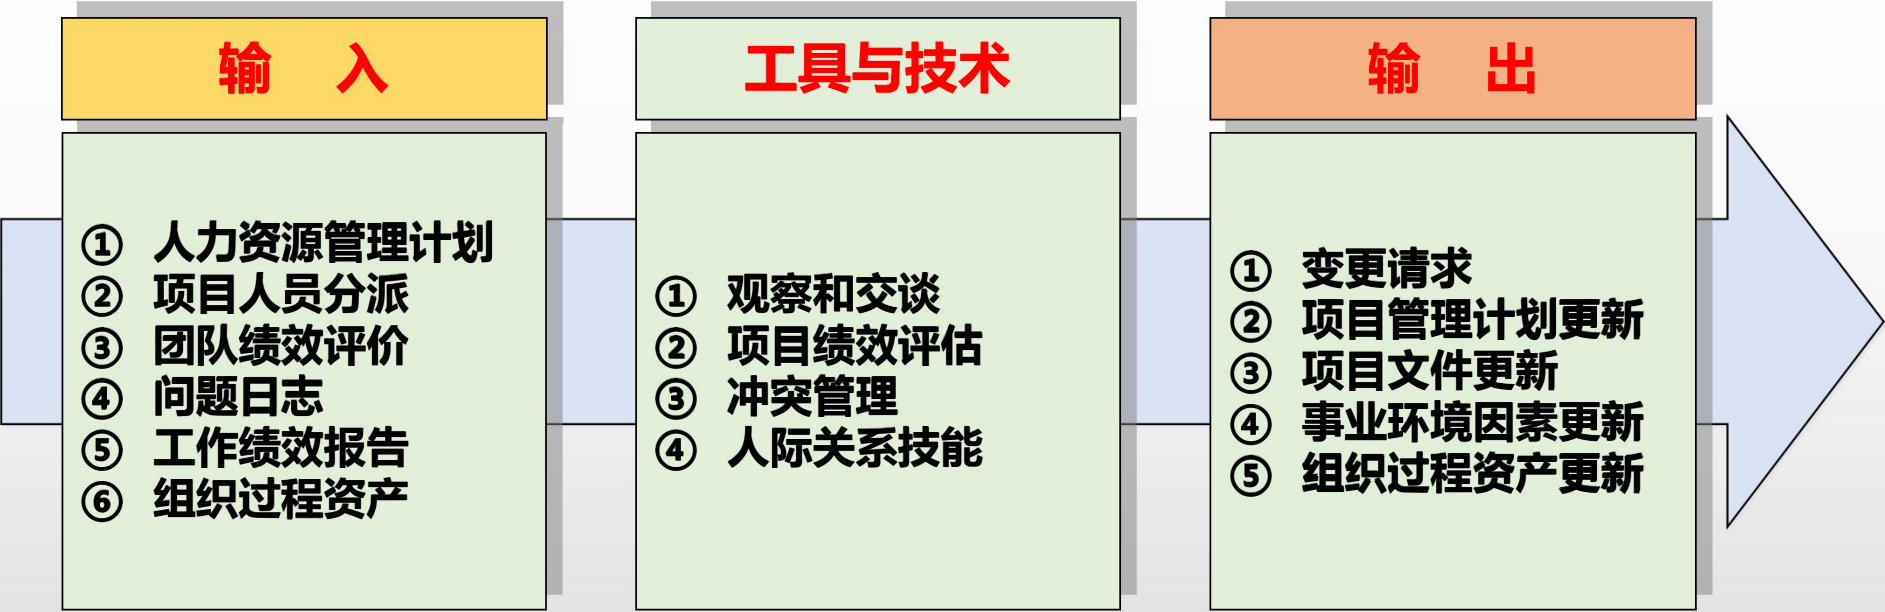 输 入
① 人力资源管理计划
② 项目人员分派
③ 团队绩效评价
④ 问题日志
⑤ 工作绩效报告
⑥ 组织过程资产
工具与技术
① 观察和交谈
② 项目绩效评估
③ 冲突管理
④ 人际关系技能
输 出
① 变更请求
② 项目管理计划更新
③ 项目文件更新
④ 事业环境因素更新
⑤ 组织过程资产更新